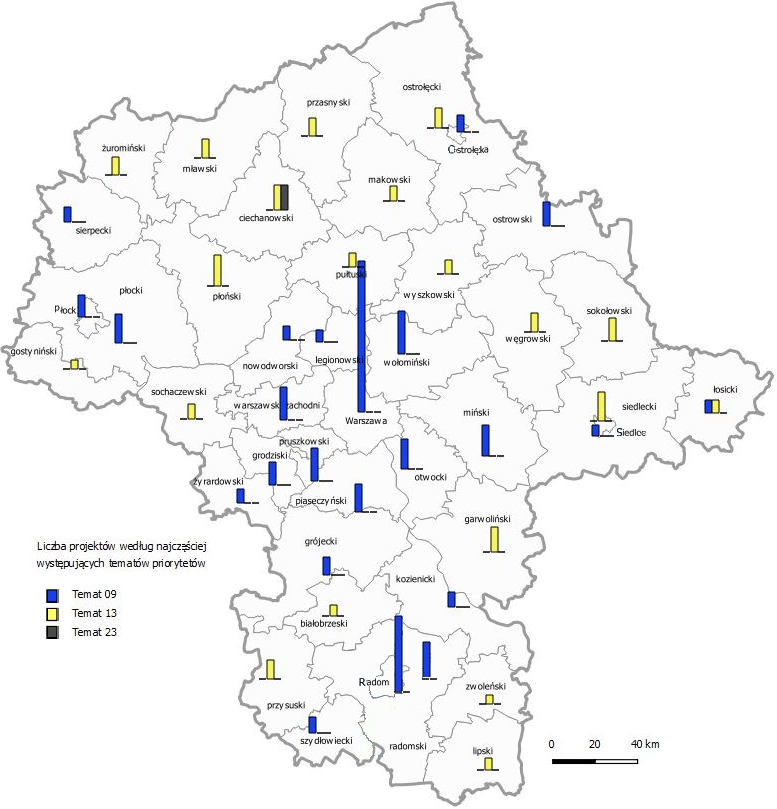 ostrołęcki
przasnyski
Ostrołęka
żuromiński
mławski
makowski
ciechanowski
ostrowski
sierpecki
pułtuski
płocki
płoński
wyszkowski
Płock
sokołowski
węgrowski
gostyniński
legionowski
wołomiński
nowodworski
sochaczewski
łosicki
warszawski zachodni
siedlecki
miński
Warszawa
Siedlce
pruszkowski
grodziski
otwocki
żyrardowski
piaseczyński
garwoliński
grójecki
Liczba projektów według najczęściej
występujących tematów priorytetów
kozienicki
Temat 09
Temat 13
białobrzeski
Temat 23
Radom
zwoleński
przysuski
szydłowiecki
radomski
lipski
0 20 40 km